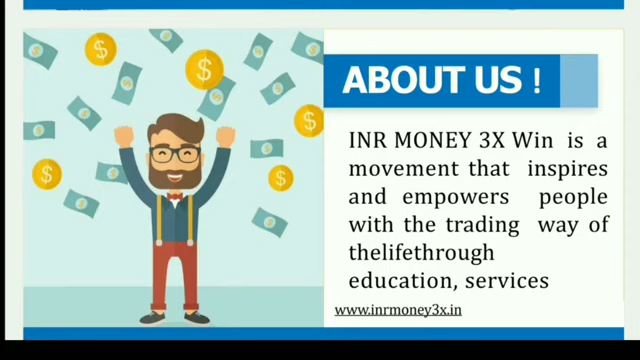 ABOUT US !
INR MONEY 3X Win is a
movement that inspires
and empowers people
with the trading way of
thelifethrough
education, services
www.inrmoney3x.in